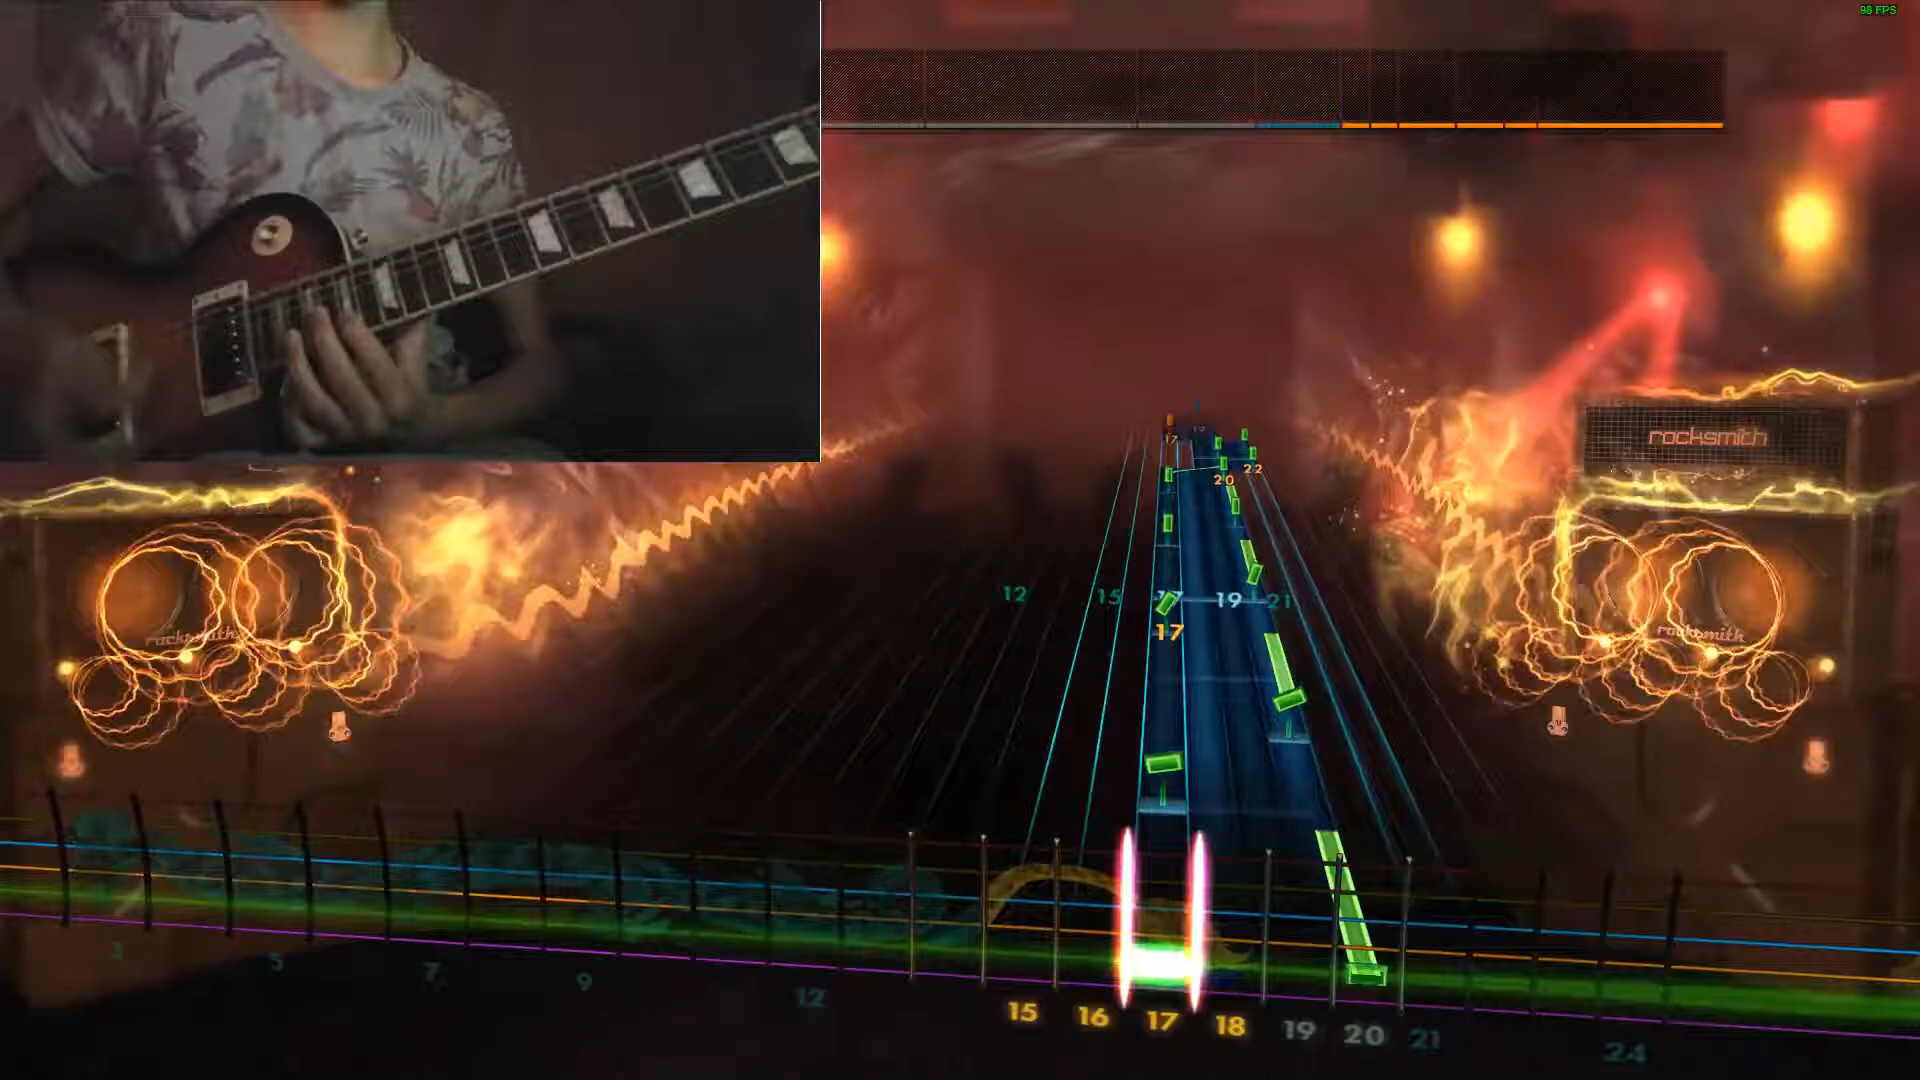 98 FPS
rocksmith
17
22
20
12 15 19 21
17
rocksmith
rocksmith
3 5 7 9 12 15 16 17 18 19 20 21 24